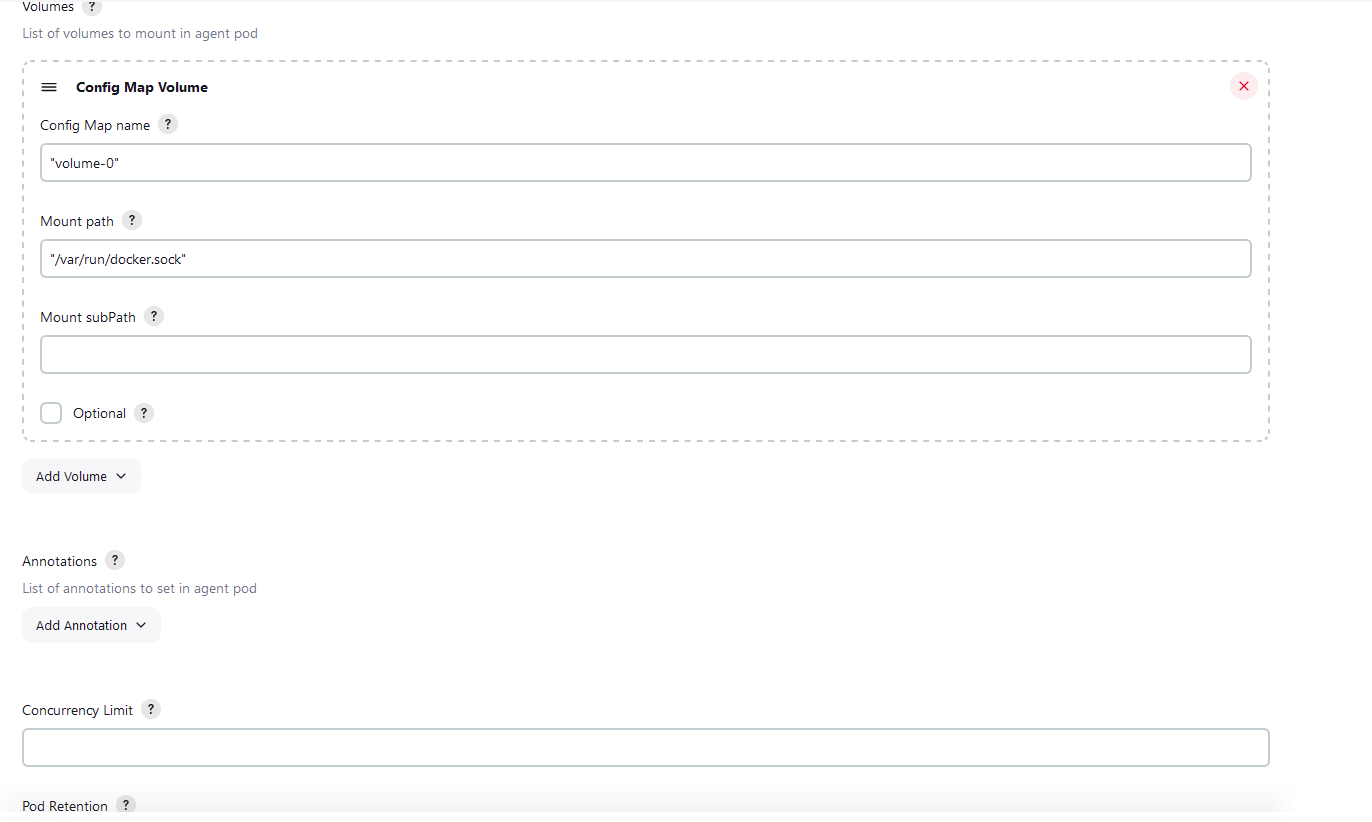 Volumes ?
List of volumes to mount in agent pod
Config Map Volume
Config Map name ?
"volume-0"
Mount path ?
"/var/run/docker.sock"
Mount subPath ?
Optional ?
Add Volume
Annotations ?
List of annotations to set in agent pod
Add Annotation
Concurrency Limit ?
Pod Retention ?